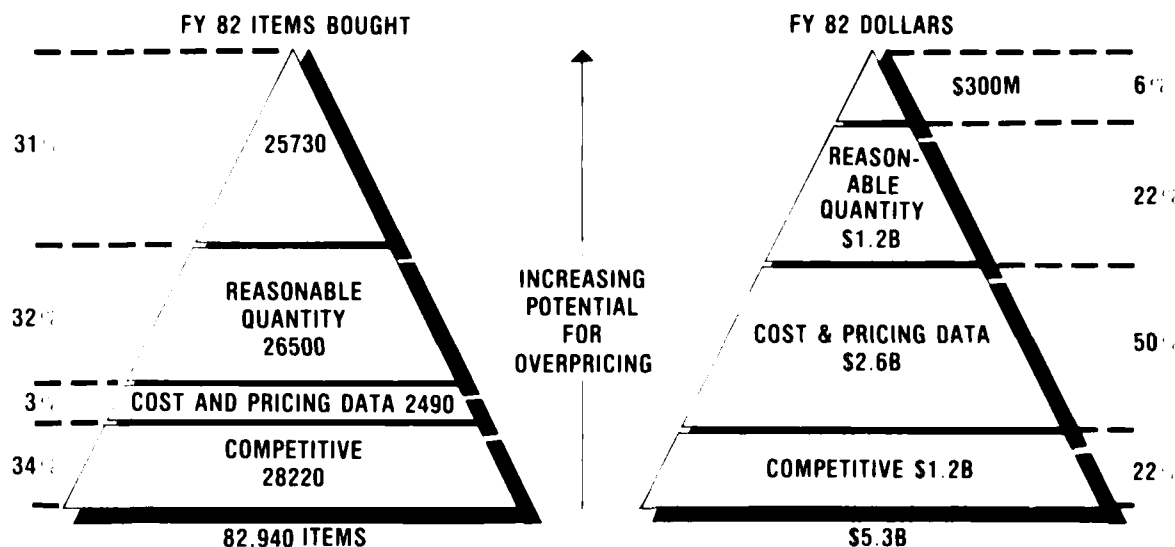 FY 82 ITEMS BOUGHT
31%
25730
32%
REASONABLE
QUANTITY
26500
3%
COST AND PRICING DATA 2490
34%
COMPETITIVE
28220
82,940 ITEMS
INCREASING
POTENTIAL
FOR
OVERPRICING
FY 82 DOLLARS
$300M
6%
REASON-
ABLE
QUANTITY
$1.2B
22%
COST & PRICING DATA
$2.6B
50%
COMPETITIVE $1.2B
22%
$5.3B